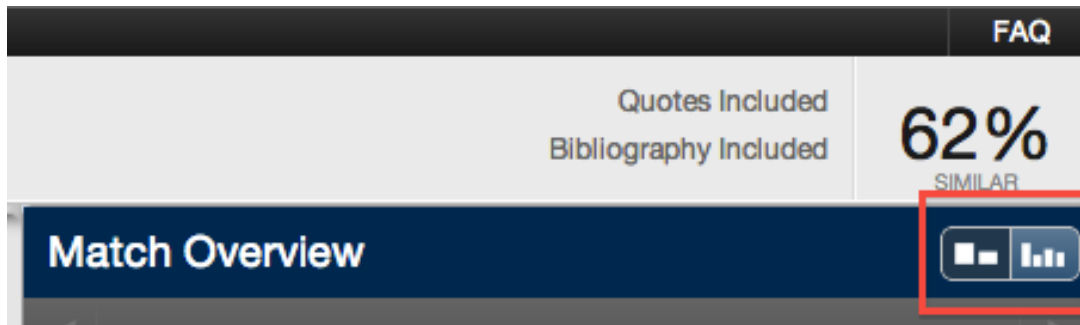 FAQ
Quotes Included
Bibliography Included
62%
SIMILAR
Match Overview